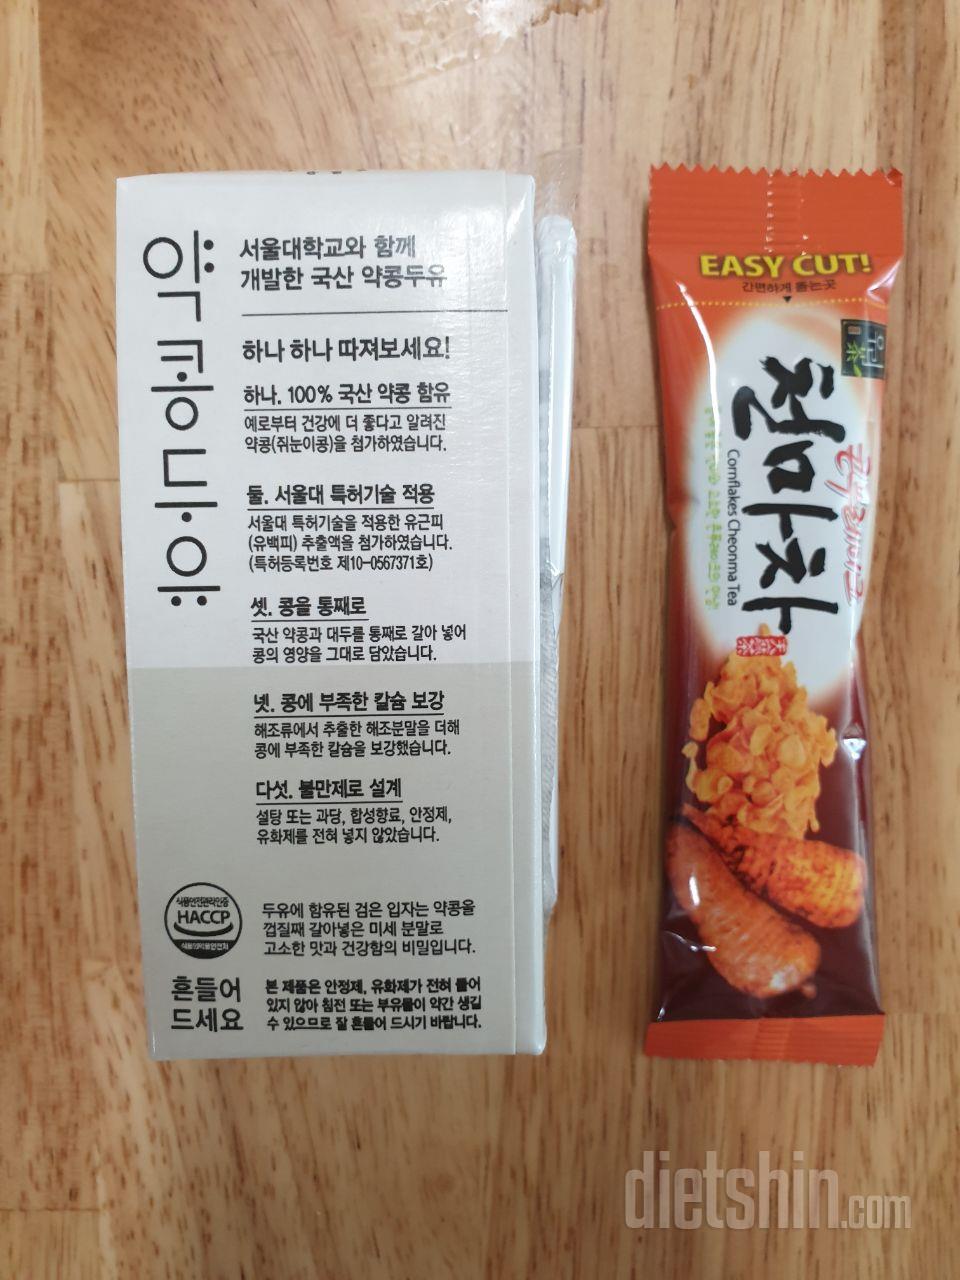 약콩두유
서울대학교와 함께
개발한 국산 약콩두유
하나 하나 따져보세요!
하나. 100% 국산 약콩 함유
예로부터 건강에 더 좋다고 알려진
약콩(쥐눈이콩)을 첨가하였습니다.
둘. 서울대 특허기술 적용
서울대 특허기술을 적용한 유근피
(유백피) 추출액을 첨가하였습니다.
(특허등록번호 제10-0567371호)
셋. 콩을 통째로
국산 약콩과 대두를 통째로 갈아 넣어
콩의 영양을 그대로 담았습니다.
넷. 콩에 부족한 칼슘 보강
해조류에서 추출한 해조분말을 더해
콩에 부족한 칼슘을 보강했습니다.
다섯. 불만제로 설계
설탕 또는 과당, 합성향료, 안정제,
유화제를 전혀 넣지 않았습니다.
식품안전관리인증
HACCP
식품의약품안전처
두유에 함유된 검은 입자는 약콩을
껍질째 갈아넣은 미세 분말로
고소한 맛과 건강함의 비밀입니다.
흔들어
드세요
본 제품은 안정제, 유화제가 전혀 들어
있지 않아 침전 또는 부유물이 약간 생길
수 있으므로 잘 흔들어 드시기 바랍니다.
EASY CUT!
간편하게 뜯는곳
콘푸레이크
천마차
Cornflakes Cheonma Tea
dietshin.com